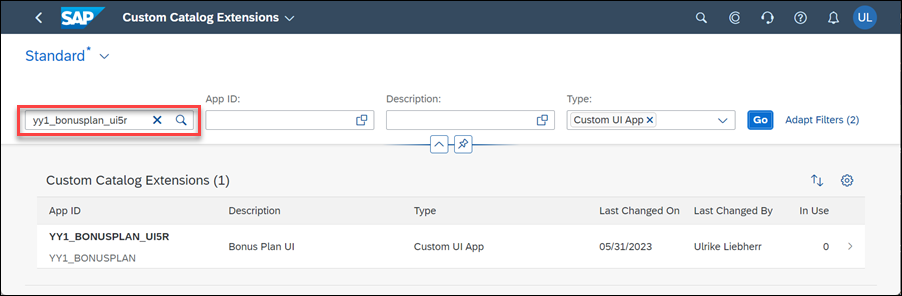 SAP Custom Catalog Extensions UL
Standard*
App ID: Description: Type:
yy1_bonusplan_ui5r Custom UI App Go Adapt Filters (2)
Custom Catalog Extensions (1)
App ID Description Type Last Changed On Last Changed By In Use
YY1_BONUSPLAN_UI5R
Bonus Plan UI Custom UI App 05/31/2023 Ulrike Liebherr 0
YY1_BONUSPLAN